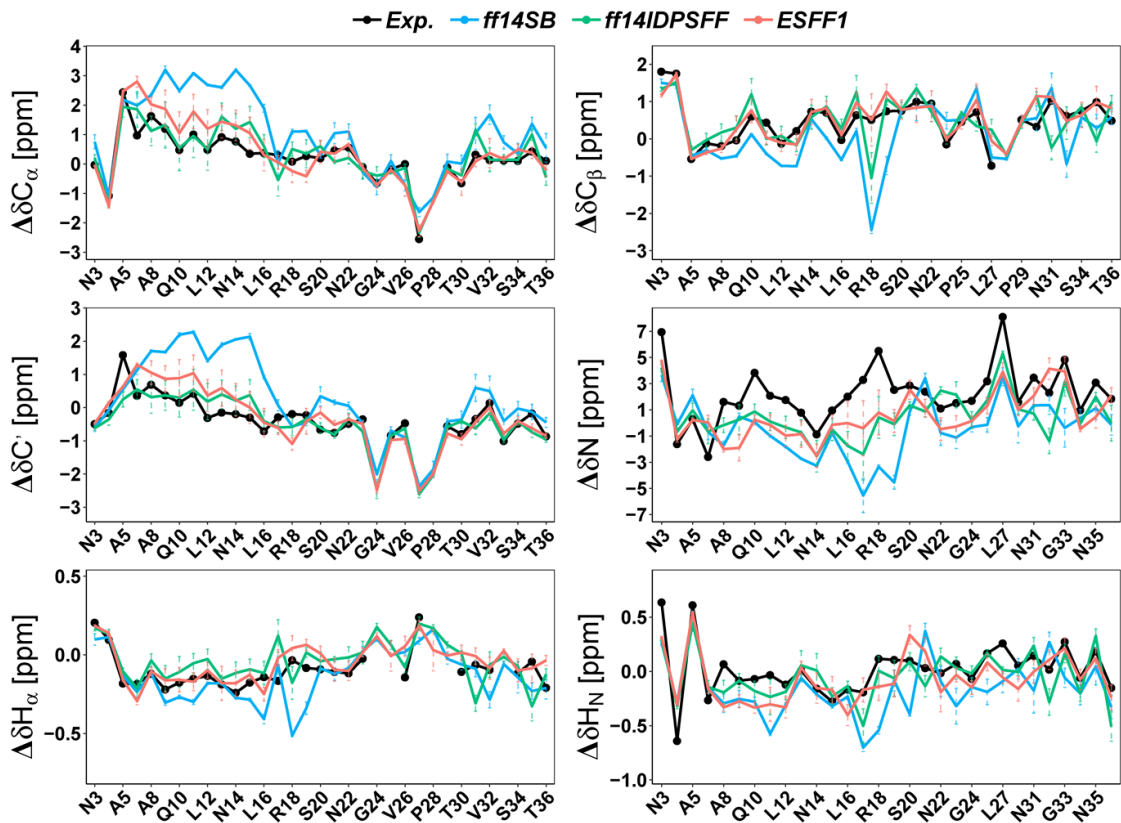 Exp. ff14SB ff14IDPSFF ESFF1
ΔδCα [ppm]
4
3
2
1
0
−1
−2
−3
N3 A5 A8 Q10 L12 N14 L16 R18 S20 N22 G24 V26 P28 T30 V32 S34 T36
ΔδCβ [ppm]
2
1
0
−1
−2
−3
N3 A5 A8 Q10 L12 N14 L16 R18 S20 N22 P25 L27 P29 N31 S34 T36
ΔδC' [ppm]
3
2
1
0
−1
−2
−3
N3 A5 A8 Q10 L12 N14 L16 R18 S20 N22 G24 V26 P28 T30 V32 S34 T36
ΔδN [ppm]
7
5
3
1
−1
−3
−5
−7
N3 A5 A8 Q10 L12 N14 L16 R18 S20 N22 G24 L27 N31 G33 N35
ΔδHα [ppm]
0.5
0.0
−0.5
N3 A5 A8 Q10 L12 N14 L16 R18 S20 N22 G24 V26 P28 T30 V32 S34 T36
ΔδHN [ppm]
0.5
0.0
−0.5
−1.0
N3 A5 A8 Q10 L12 N14 L16 R18 S20 N22 G24 L27 N31 G33 N35